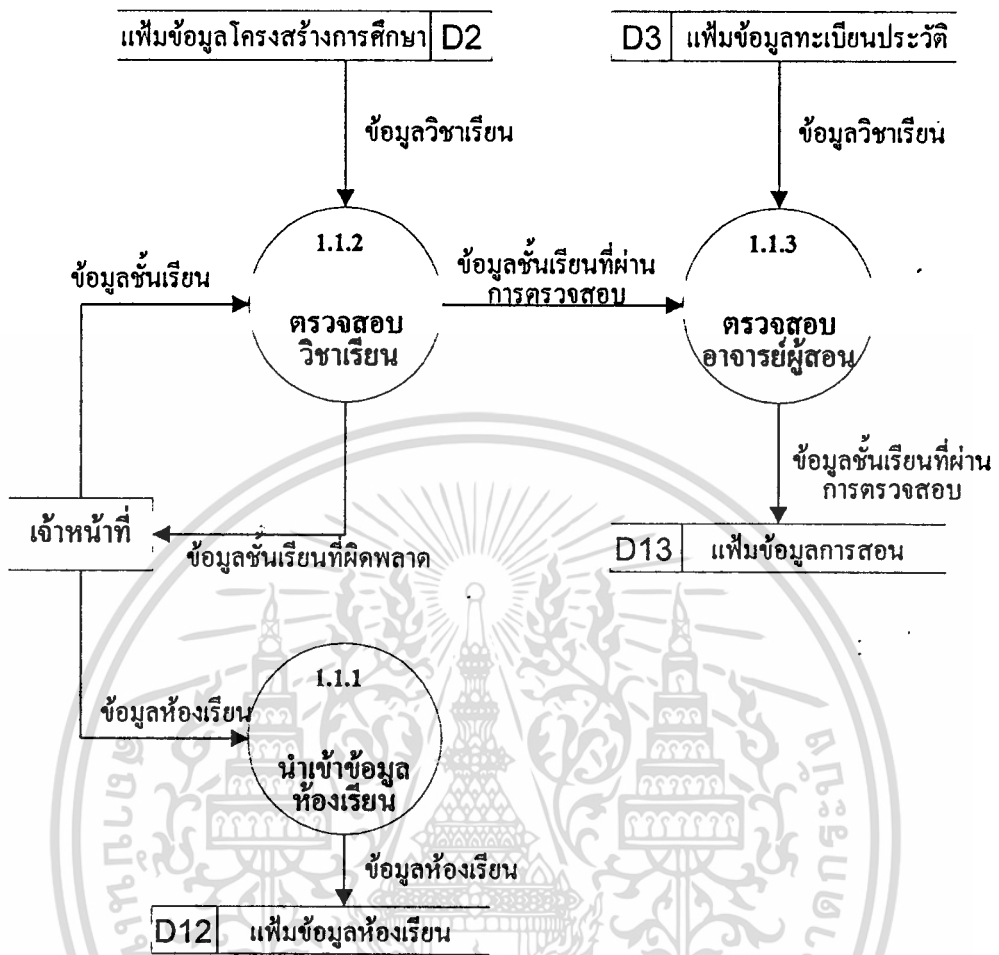 แฟ้มข้อมูลโครงสร้างการศึกษา D2
D3 แฟ้มข้อมูลทะเบียนประวัติ
ข้อมูลวิชาเรียน
ข้อมูลวิชาเรียน
1.1.2
ตรวจสอบ
วิชาเรียน
1.1.3
ตรวจสอบ
อาจารย์ผู้สอน
ข้อมูลชั้นเรียน
ข้อมูลชั้นเรียนที่ผ่าน
การตรวจสอบ
ข้อมูลชั้นเรียนที่ผ่าน
การตรวจสอบ
เจ้าหน้าที่
ข้อมูลชั้นเรียนที่ผิดพลาด
D13 แฟ้มข้อมูลการสอน
1.1.1
นำเข้าข้อมูล
ห้องเรียน
ข้อมูลห้องเรียน
ข้อมูลห้องเรียน
D12 แฟ้มข้อมูลห้องเรียน